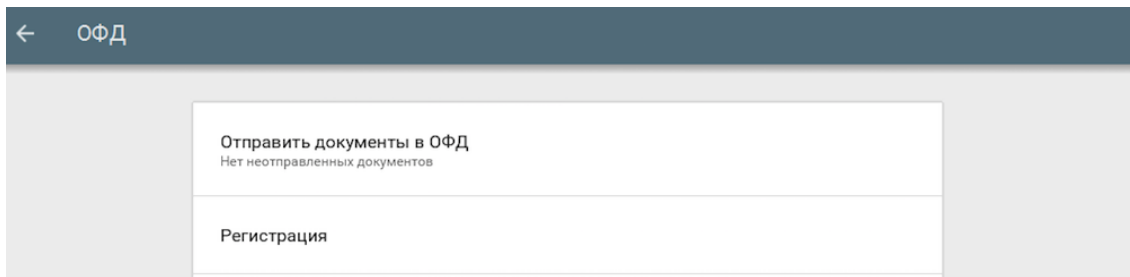 ОФД
Отправить документы в ОФД
Нет неотправленных документов
Регистрация